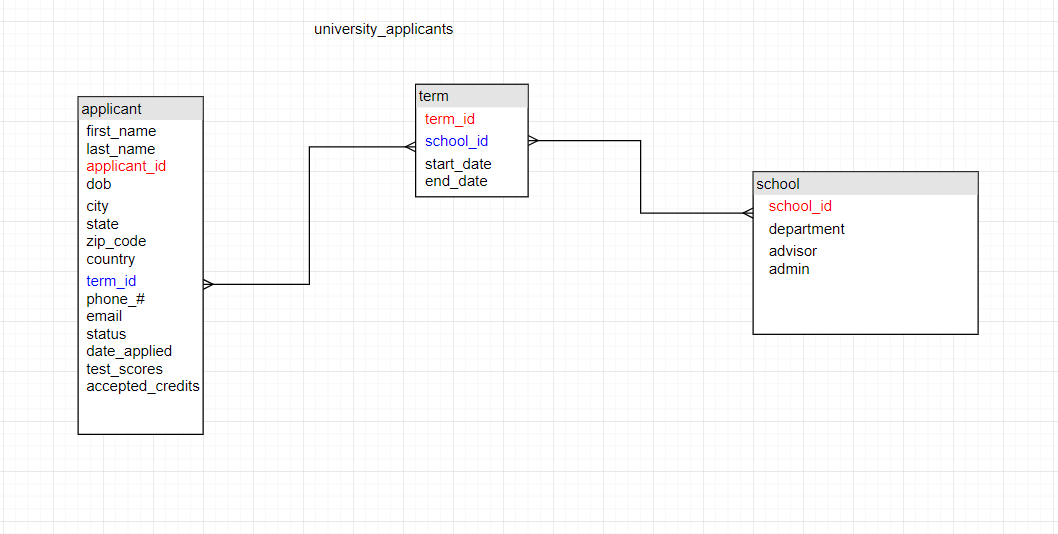 university_applicants
applicant
first_name
last_name
applicant_id
dob
city
state
zip_code
country
term_id
phone_#
email
status
date_applied
test_scores
accepted_credits
term
term_id
school_id
start_date
end_date
school
school_id
department
advisor
admin